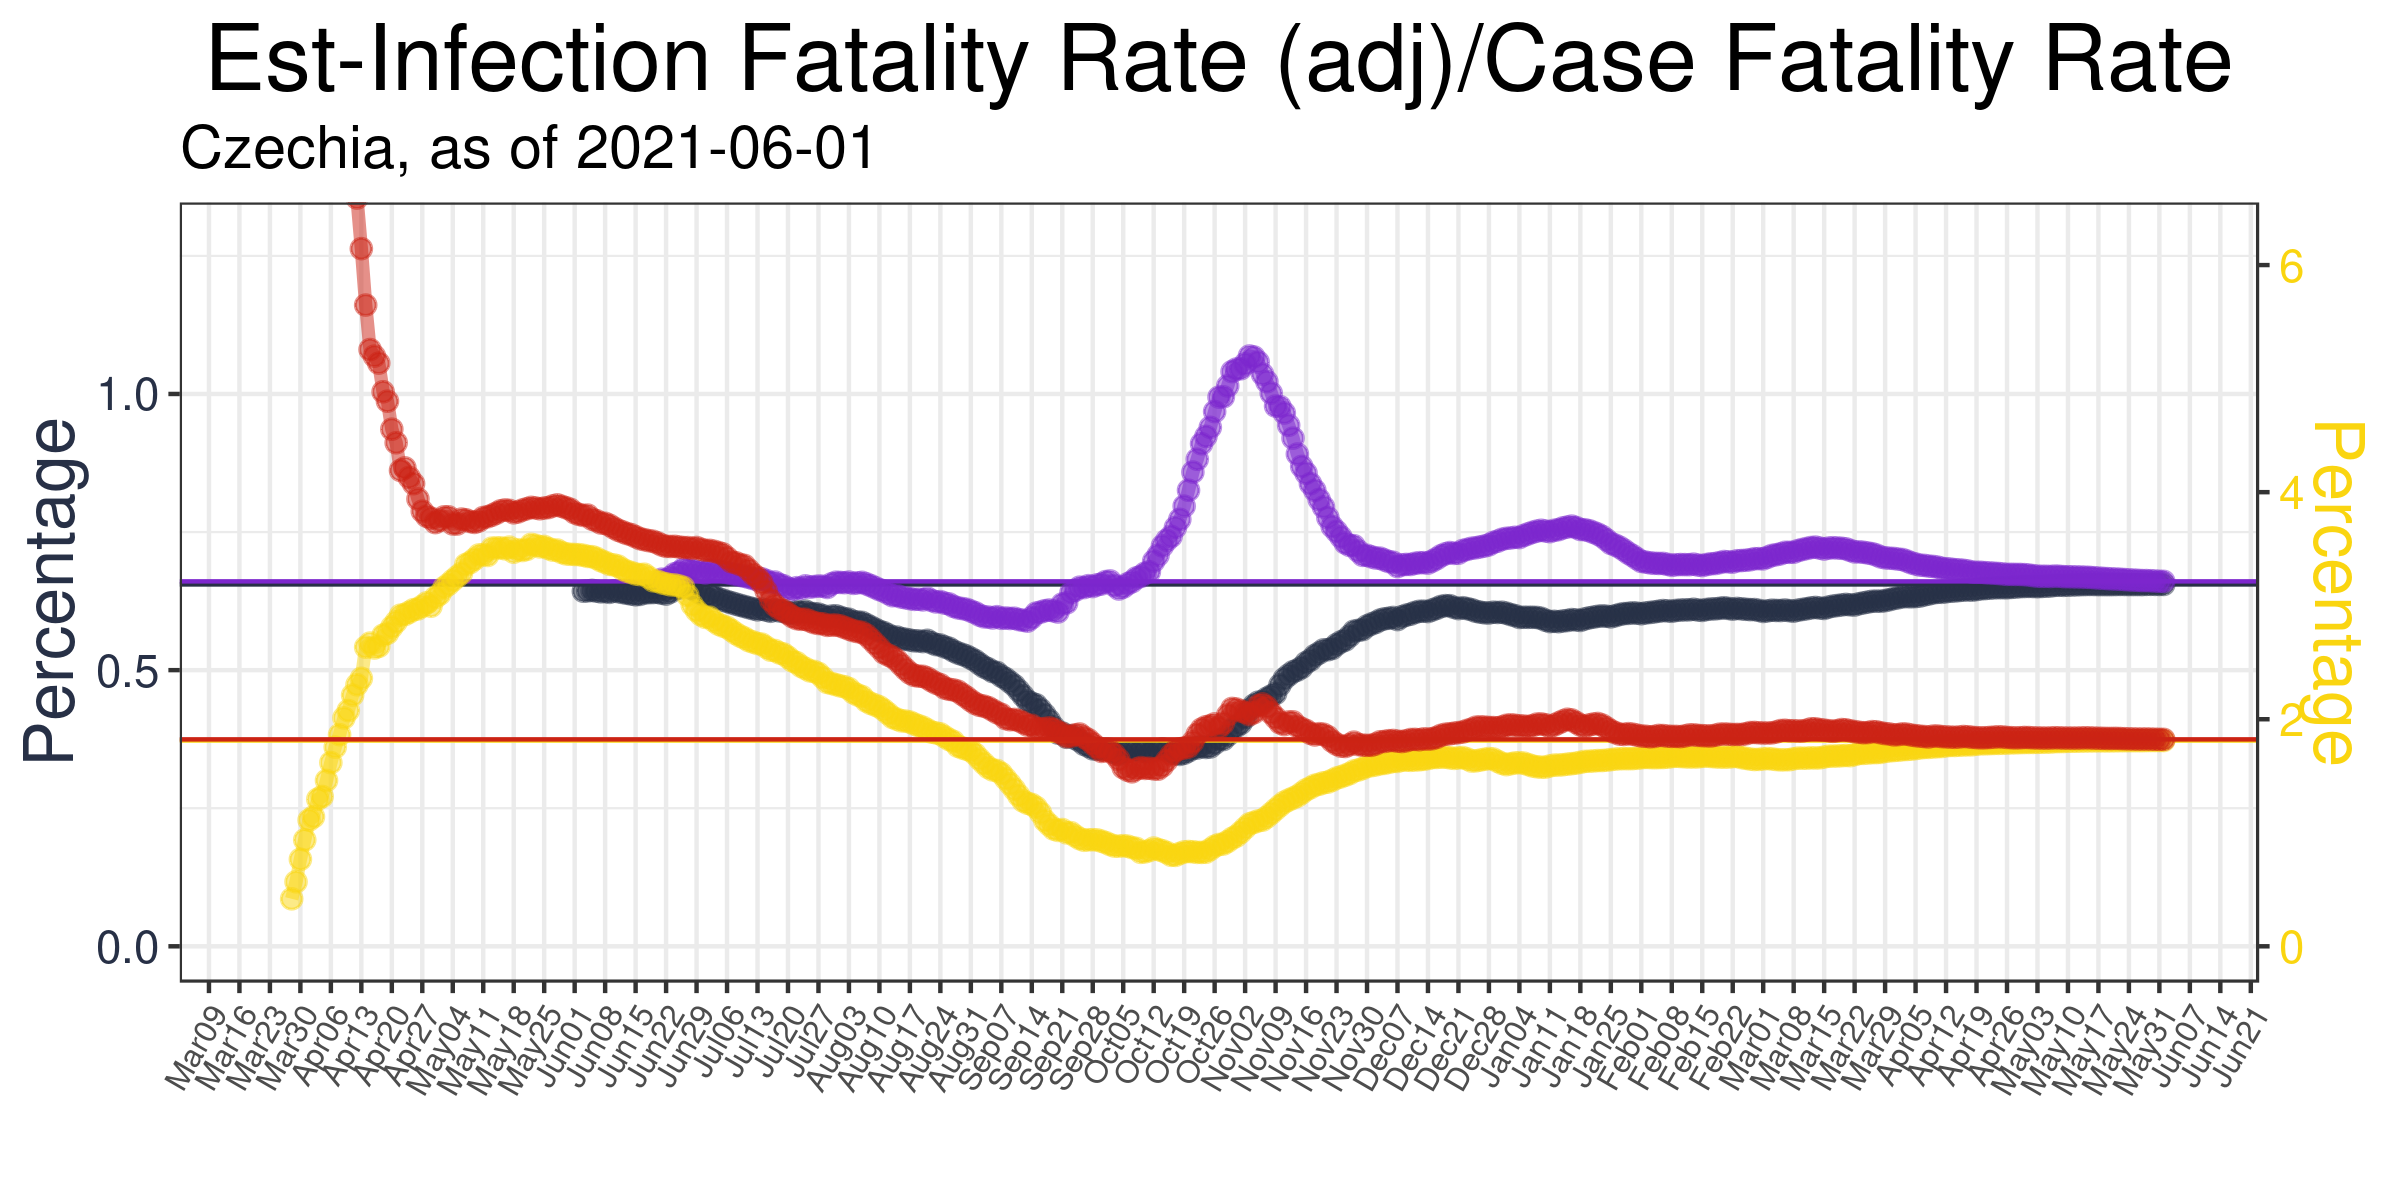 Est-Infection Fatality Rate (adj)/Case Fatality Rate
Czechia, as of 2021-06-01
Percentage
1.0
0.5
0.0
6
4
2
0
Percentage
Mar09
Mar16
Mar23
Mar30
Apr06
Apr13
Apr20
Apr27
May04
May11
May18
May25
Jun01
Jun08
Jun15
Jun22
Jun29
Jul06
Jul13
Jul20
Jul27
Aug03
Aug10
Aug17
Aug24
Aug31
Sep07
Sep14
Sep21
Sep28
Oct05
Oct12
Oct19
Oct26
Nov02
Nov09
Nov16
Nov23
Nov30
Dec07
Dec14
Dec21
Dec28
Jan04
Jan11
Jan18
Jan25
Feb01
Feb08
Feb15
Feb22
Mar01
Mar08
Mar15
Mar22
Mar29
Apr05
Apr12
Apr19
Apr26
May03
May10
May17
May24
May31
Jun07
Jun14
Jun21